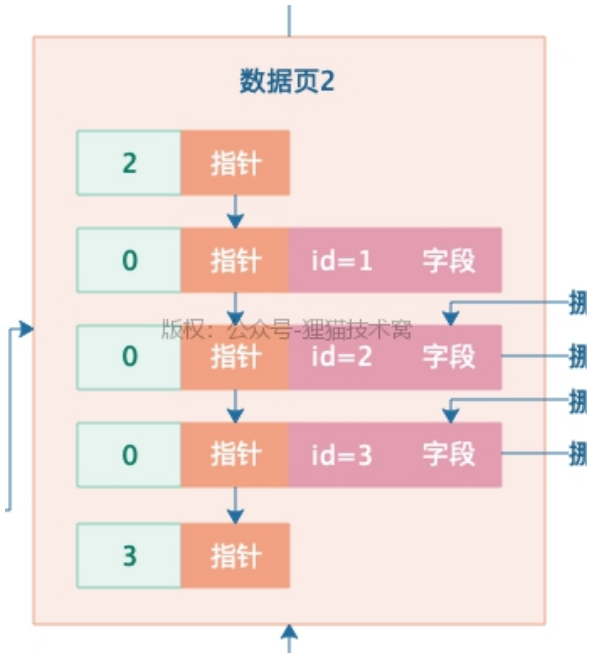 数据页2
2 指针
0 指针 id=1 字段
版权：公众号-狸猫技术窝
0 指针 id=2 字段
0 指针 id=3 字段
3 指针